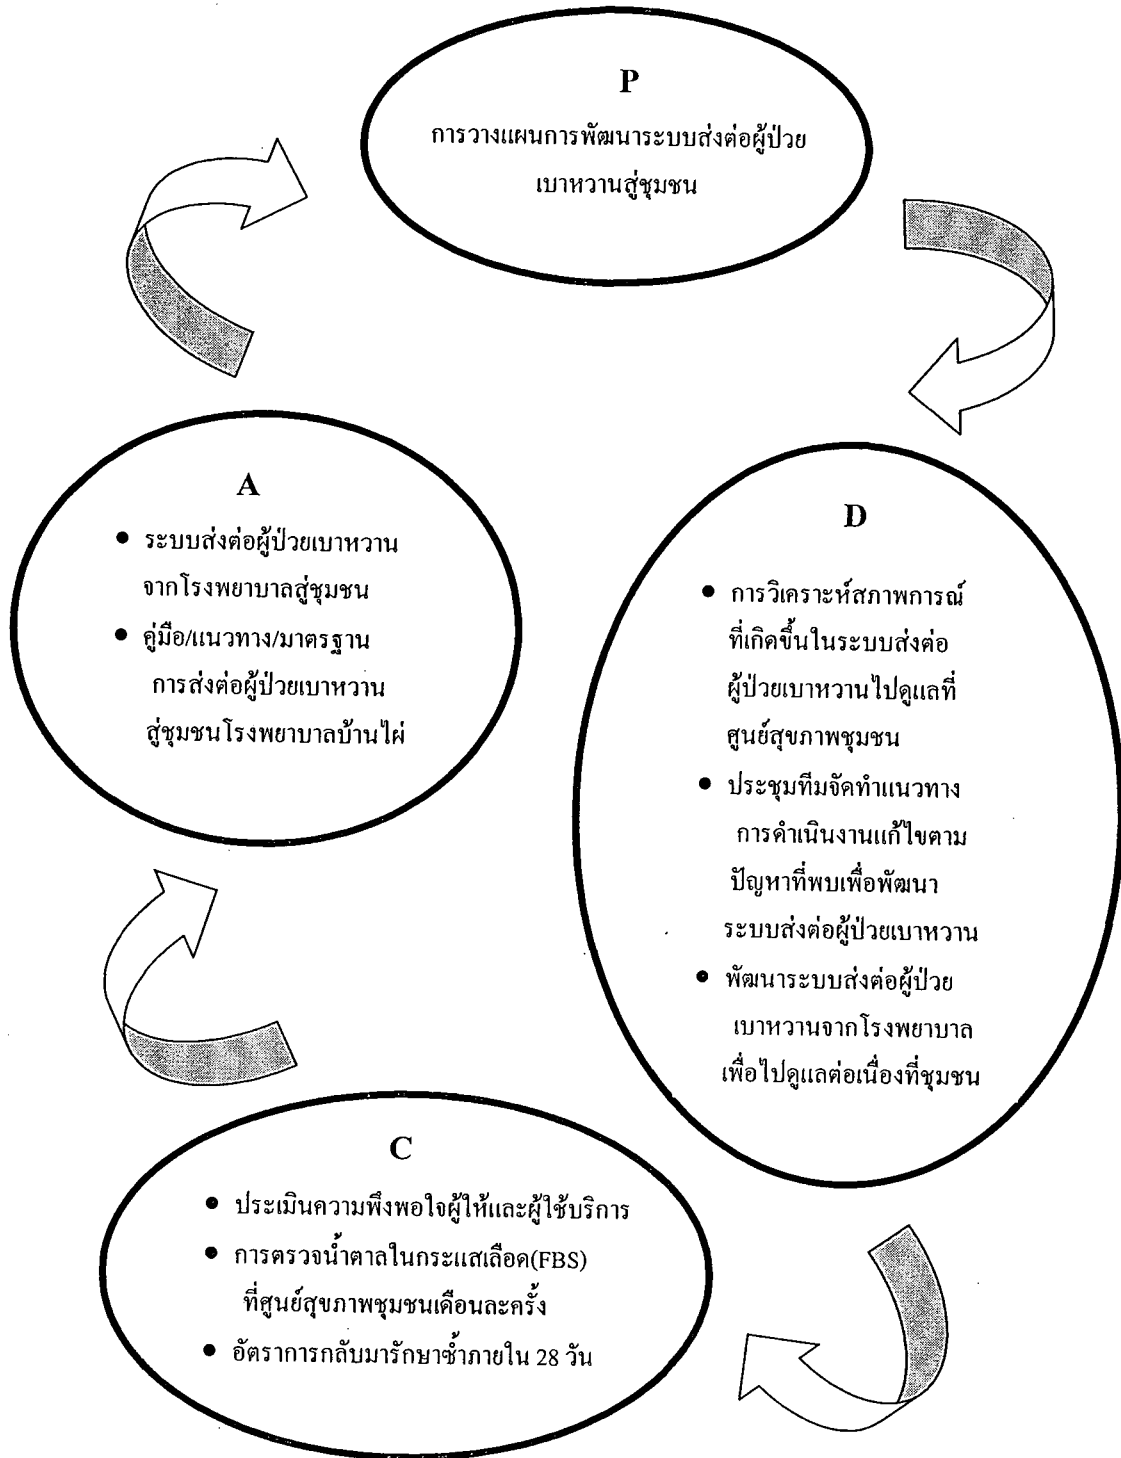 P
การวางแผนการพัฒนาระบบส่งต่อผู้ป่วย
เบาหวานสู่ชุมชน
A
● ระบบส่งต่อผู้ป่วยเบาหวาน
จากโรงพยาบาลสู่ชุมชน
● คู่มือ/แนวทาง/มาตรฐาน
การส่งต่อผู้ป่วยเบาหวาน
สู่ชุมชนโรงพยาบาลบ้านไผ่
D
● การวิเคราะห์สภาพการณ์
ที่เกิดขึ้นในระบบส่งต่อ
ผู้ป่วยเบาหวานไปดูแลที่
ศูนย์สุขภาพชุมชน
● ประชุมทีมจัดทำแนวทาง
การดำเนินงานแก้ไขตาม
ปัญหาที่พบเพื่อพัฒนา
ระบบส่งต่อผู้ป่วยเบาหวาน
● พัฒนาระบบส่งต่อผู้ป่วย
เบาหวานจากโรงพยาบาล
เพื่อไปดูแลต่อเนื่องที่ชุมชน
C
● ประเมินความพึงพอใจผู้ให้และผู้ใช้บริการ
● การตรวจน้ำตาลในกระแสเลือด(FBS)
ที่ศูนย์สุขภาพชุมชนเดือนละครั้ง
● อัตราการกลับมารักษาซ้ำภายใน 28 วัน